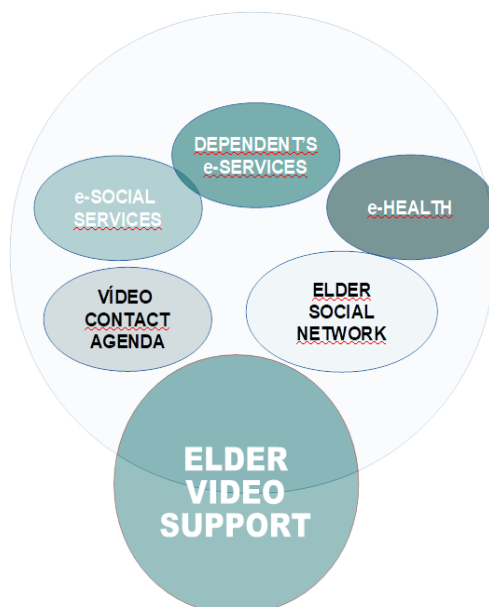 DEPENDENT'S
e-SERVICES
e-SOCIAL
SERVICES
e-HEALTH
VÍDEO
CONTACT
AGENDA
ELDER
SOCIAL
NETWORK
ELDER
VIDEO
SUPPORT